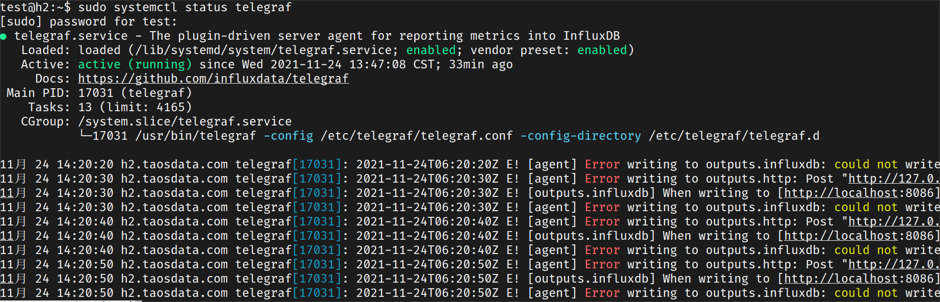 test@h2:~$ sudo systemctl status telegraf
[sudo] password for test:
● telegraf.service - The plugin-driven server agent for reporting metrics into InfluxDB
   Loaded: loaded (/lib/systemd/system/telegraf.service; enabled; vendor preset: enabled)
   Active: active (running) since Wed 2021-11-24 13:47:08 CST; 33min ago
     Docs: https://github.com/influxdata/telegraf
 Main PID: 17031 (telegraf)
    Tasks: 13 (limit: 4165)
   CGroup: /system.slice/telegraf.service
           └─17031 /usr/bin/telegraf -config /etc/telegraf/telegraf.conf -config-directory /etc/telegraf/telegraf.d
11月 24 14:20:20 h2.taosdata.com telegraf[17031]: 2021-11-24T06:20:20Z E! [agent] Error writing to outputs.influxdb: could not write
11月 24 14:20:30 h2.taosdata.com telegraf[17031]: 2021-11-24T06:20:30Z E! [agent] Error writing to outputs.http: Post "http://127.0.
11月 24 14:20:30 h2.taosdata.com telegraf[17031]: 2021-11-24T06:20:30Z E! [outputs.influxdb] When writing to [http://localhost:8086]
11月 24 14:20:30 h2.taosdata.com telegraf[17031]: 2021-11-24T06:20:30Z E! [agent] Error writing to outputs.influxdb: could not write
11月 24 14:20:40 h2.taosdata.com telegraf[17031]: 2021-11-24T06:20:40Z E! [agent] Error writing to outputs.http: Post "http://127.0.
11月 24 14:20:40 h2.taosdata.com telegraf[17031]: 2021-11-24T06:20:40Z E! [outputs.influxdb] When writing to [http://localhost:8086]
11月 24 14:20:40 h2.taosdata.com telegraf[17031]: 2021-11-24T06:20:40Z E! [agent] Error writing to outputs.influxdb: could not write
11月 24 14:20:50 h2.taosdata.com telegraf[17031]: 2021-11-24T06:20:50Z E! [agent] Error writing to outputs.http: Post "http://127.0.
11月 24 14:20:50 h2.taosdata.com telegraf[17031]: 2021-11-24T06:20:50Z E! [outputs.influxdb] When writing to [http://localhost:8086]
11月 24 14:20:50 h2.taosdata.com telegraf[17031]: 2021-11-24T06:20:50Z E! [agent] Error writing to outputs.influxdb: could not write